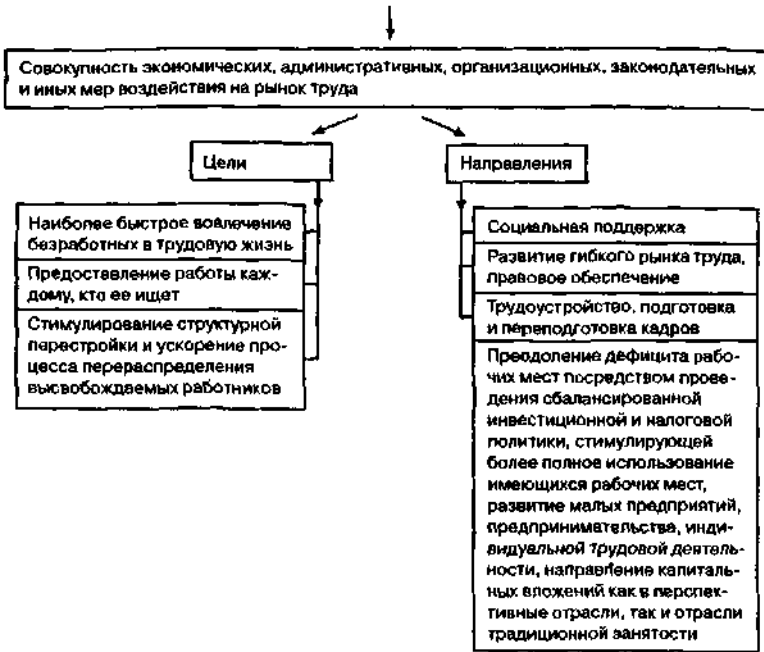 Совокупность экономических, административных, организационных, законодательных
и иных мер воздействия на рынок труда
Цели
Наиболее быстрое вовлечение
безработных в трудовую жизнь
Предоставление работы каж-
дому, кто ее ищет
Стимулирование структурной
перестройки и ускорение про-
цесса перераспределения
высвобождаемых работников
Направления
Социальная поддержка
Развитие гибкого рынка труда,
правовое обеспечение
Трудоустройство, подготовка
и переподготовка кадров
Преодоление дефицита рабо-
чих мест посредством прове-
дения сбалансированной
инвестиционной и налоговой
политики, стимулирующей
более полное использование
имеющихся рабочих мест,
развитие малых предприятий,
предпринимательства, инди-
видуальной трудовой деятель-
ности, направление капиталь-
ных вложений как в перспек-
тивные отрасли, так и отрасли
традиционной занятости